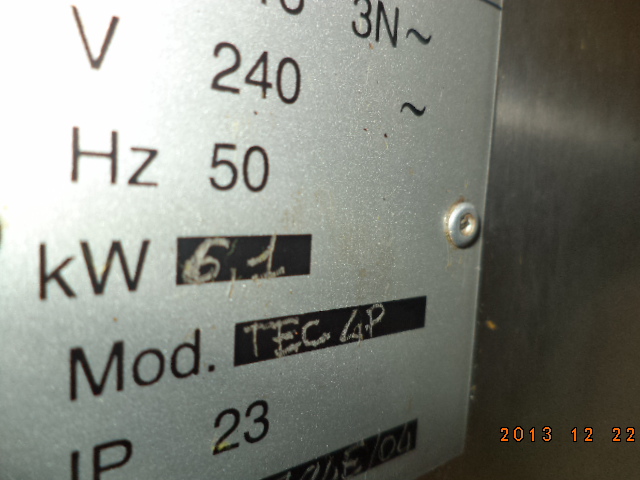 3N~
V 240 ~
Hz 50
kW 6,1
Mod. TEC 4P
IP 23
2013 12 22